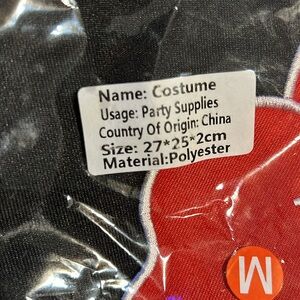 Name: Costume
Usage: Party Supplies
Country Of Origin: China
Size: 27*25*2cm
Material:Polyester
M